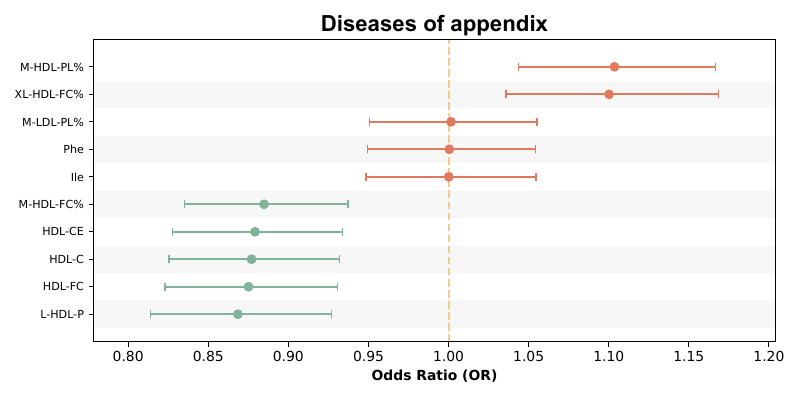 Diseases of appendix
M-HDL-PL%
XL-HDL-FC%
M-LDL-PL%
Phe
Ile
M-HDL-FC%
HDL-CE
HDL-C
HDL-FC
L-HDL-P
0.80 0.85 0.90 0.95 1.00 1.05 1.10 1.15 1.20
Odds Ratio (OR)